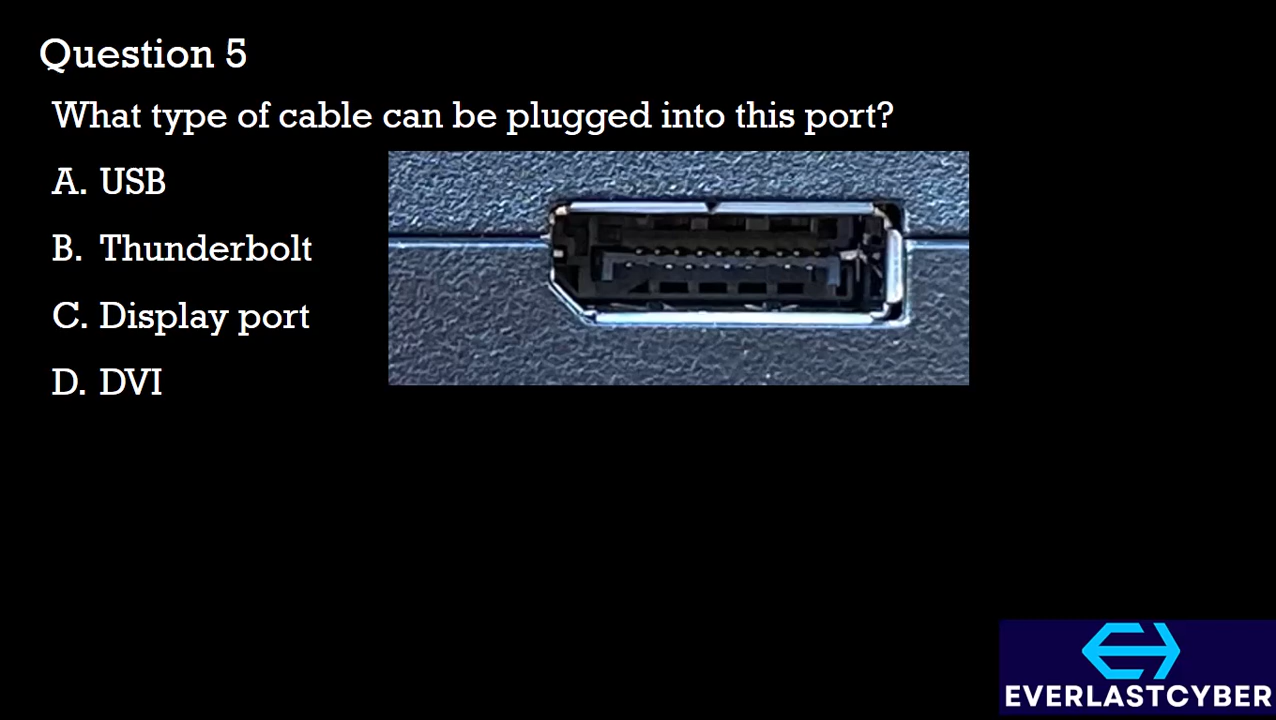 Question 5
What type of cable can be plugged into this port?
A. USB
B. Thunderbolt
C. Display port
D. DVI
EVERLASTCYBER